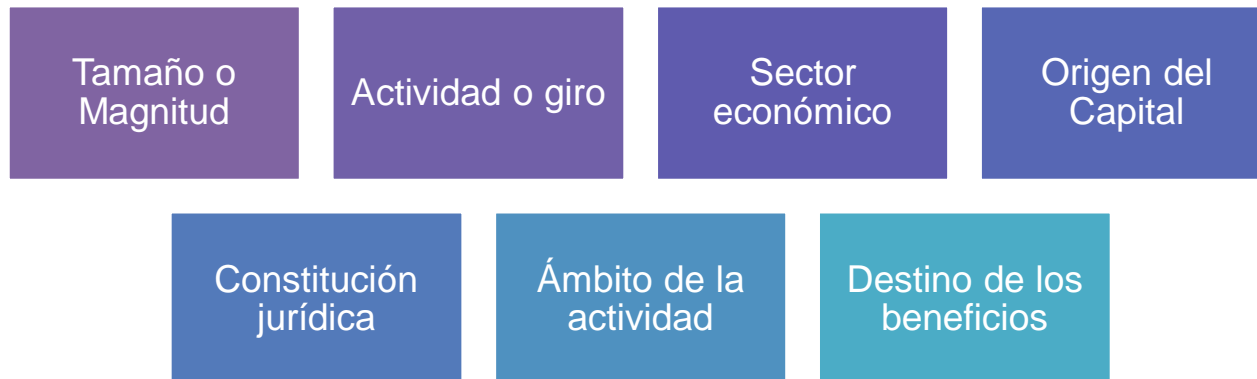 Tamaño o
Magnitud
Actividad o giro
Sector
económico
Origen del
Capital
Constitución
jurídica
Ámbito de la
actividad
Destino de los
beneficios